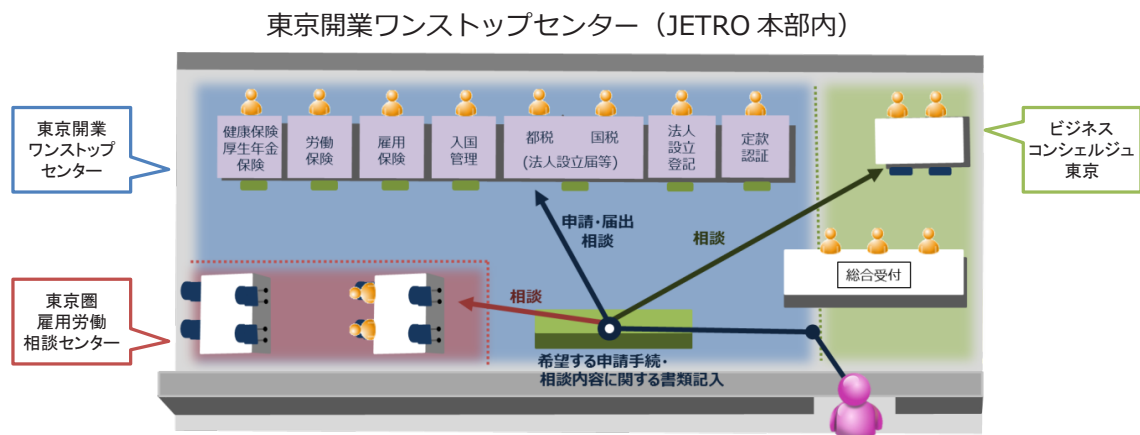 東京開業ワンストップセンター（JETRO 本部内）
東京開業
ワンストップ
センター
健康保険
厚生年金
保険
労働
保険
雇用
保険
入国
管理
都税 国税
(法人設立届等)
法人
設立
登記
定款
認証
ビジネス
コンシェルジュ
東京
申請・届出
相談
相談
総合受付
東京圏
雇用労働
相談センター
相談
希望する申請手続・
相談内容に関する書類記入